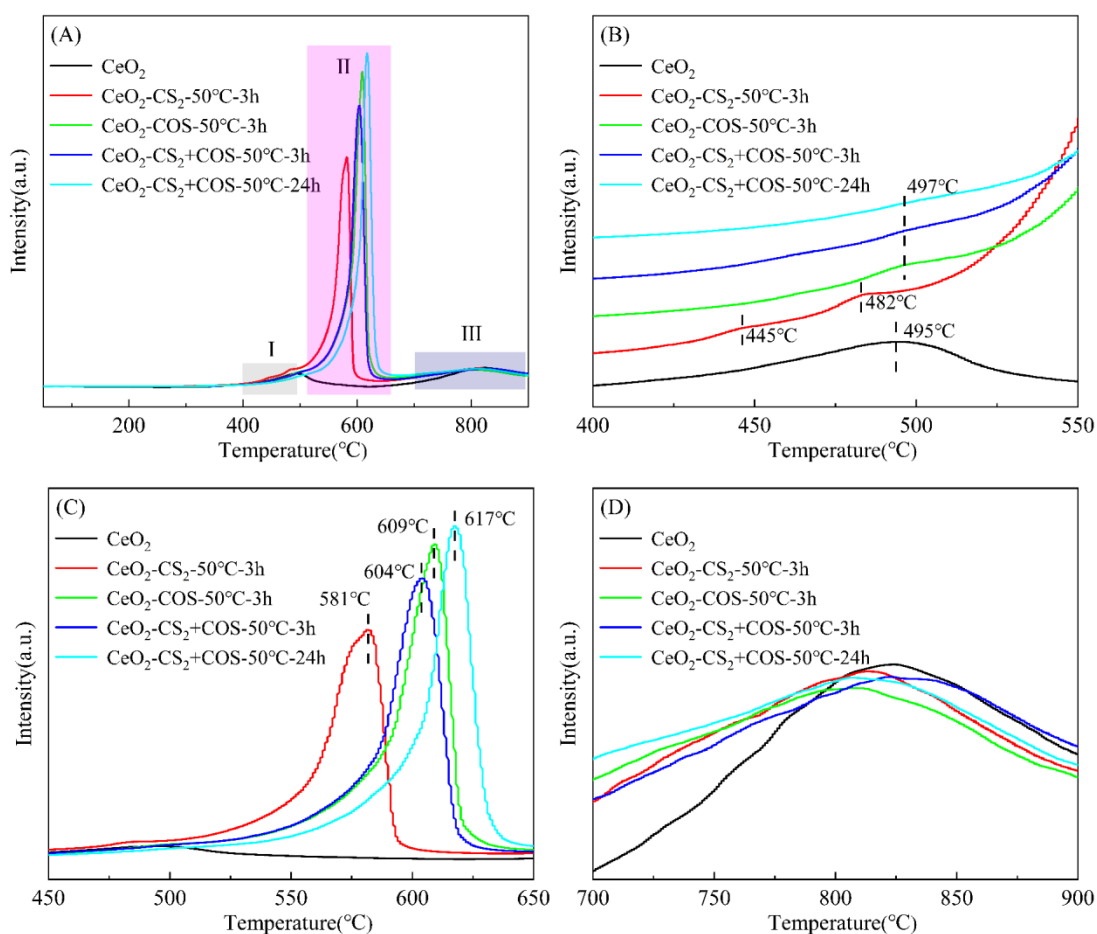 (A)
CeO₂
CeO₂-CS₂-50℃-3h
CeO₂-COS-50℃-3h
CeO₂-CS₂+COS-50℃-3h
CeO₂-CS₂+COS-50℃-24h
I
II
III
Intensity(a.u.)
200
400
600
800
Temperature(℃)
(B)
CeO₂
CeO₂-CS₂-50℃-3h
CeO₂-COS-50℃-3h
CeO₂-CS₂+COS-50℃-3h
CeO₂-CS₂+COS-50℃-24h
497℃
482℃
445℃
495℃
Intensity(a.u.)
400
450
500
550
Temperature(℃)
(C)
CeO₂
CeO₂-CS₂-50℃-3h
CeO₂-COS-50℃-3h
CeO₂-CS₂+COS-50℃-3h
CeO₂-CS₂+COS-50℃-24h
609℃
617℃
604℃
581℃
Intensity(a.u.)
450
500
550
600
650
Temperature(℃)
(D)
CeO₂
CeO₂-CS₂-50℃-3h
CeO₂-COS-50℃-3h
CeO₂-CS₂+COS-50℃-3h
CeO₂-CS₂+COS-50℃-24h
Intensity(a.u.)
700
750
800
850
900
Temperature(℃)